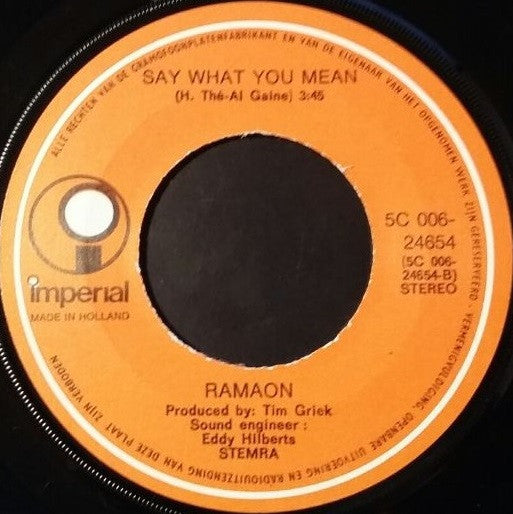 ALLE RECHTEN VAN DE GRAMOFOONPLATENFABRIKANT EN VAN DE EIGENAAR VAN HET OPGENOMEN WERK ZIJN GERESERVEERD - VERMENIGVULDIGING, OPENBARE UITVOERING EN RADIOUITZENDING VAN DEZE PLAAT ZIJN VERBODEN
SAY WHAT YOU MEAN
(H. Thé-Al Gaine) 3:45
5C 006-
24654
(5C 006-
24654-B)
STEREO
imperial
MADE IN HOLLAND
RAMAON
Produced by: Tim Griek
Sound engineer :
Eddy Hilberts
STEMRA